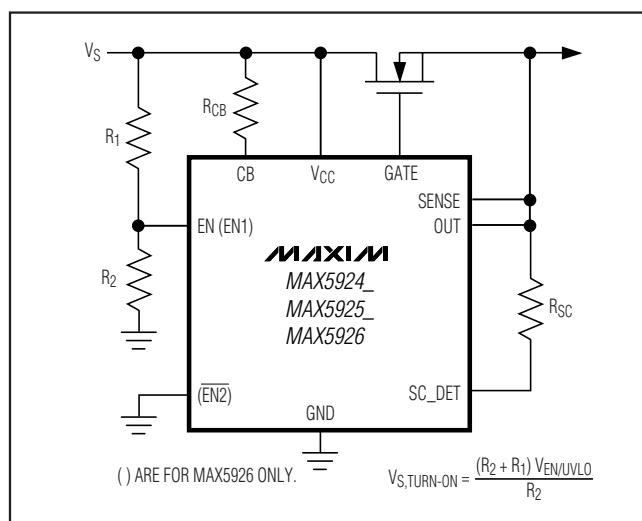 V_S
R_CB
R_1
CB
V_CC
GATE
SENSE
EN (EN1)
OUT
MAXIM
R_2
MAX5924_
MAX5925_
MAX5926
R_SC
(E̅N̅2̅)
SC_DET
GND
( ) ARE FOR MAX5926 ONLY.
V_S,TURN-ON = (R_2 + R_1) V_EN/UVLO / R_2